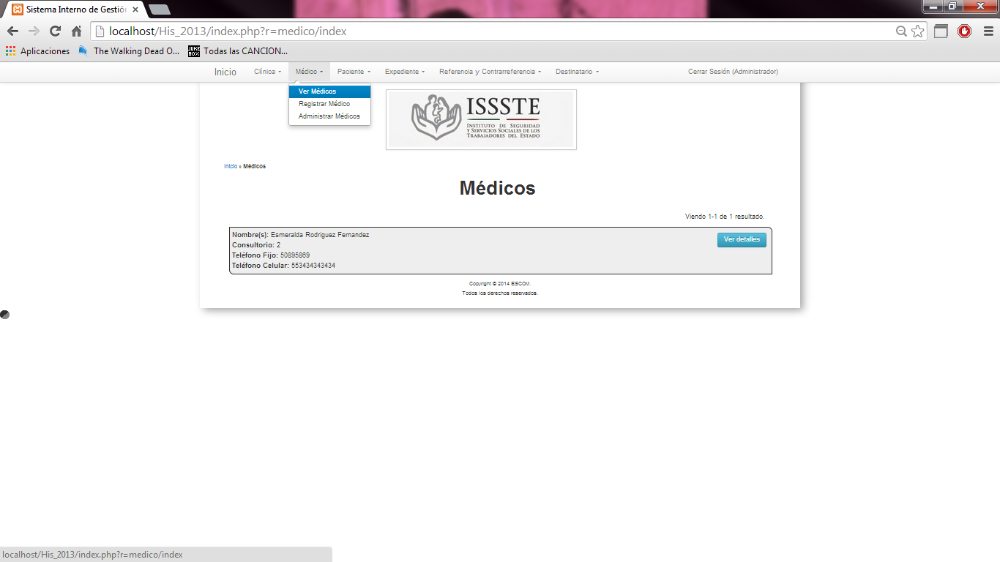 Sistema Interno de Gestión
localhost/His_2013/index.php?r=medico/index
Aplicaciones The Walking Dead O... JUKE BOX Todas las CANCION...
Inicio Clínica Médico Paciente Expediente Referencia y Contrarreferencia Destinatario Cerrar Sesión (Administrador)
Ver Médicos
Registrar Médico
Administrar Médicos
ISSSTE
INSTITUTO DE SEGURIDAD
Y SERVICIOS SOCIALES DE LOS
TRABAJADORES DEL ESTADO
Inicio » Médicos
Médicos
Viendo 1-1 de 1 resultado.
Nombre(s): Esmeralda Rodriguez Fernandez
Ver detalles
Consultorio: 2
Teléfono Fijo: 50895869
Teléfono Celular: 553434343434
Copyright © 2014 ESCOM.
Todos los derechos reservados.
localhost/His_2013/index.php?r=medico/index